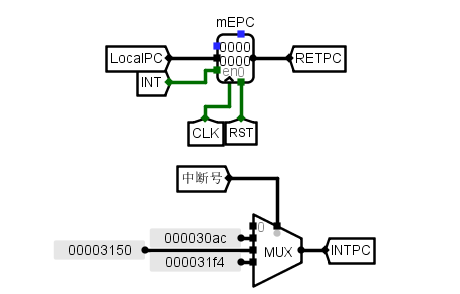 mEPC
0000
LocalPC
0000
RETPC
en0
INT
CLK
RST
中断号
0
000030ac
00003150
MUX
INTPC
000031f4